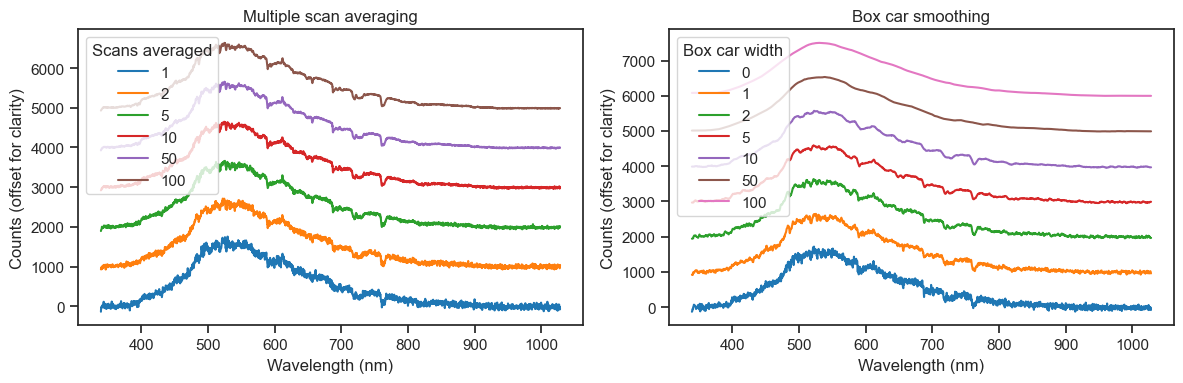 Multiple scan averaging
Counts (offset for clarity)
6000
5000
4000
3000
2000
1000
0
Scans averaged
1
2
5
10
50
100
400 500 600 700 800 900 1000
Wavelength (nm)
Box car smoothing
Counts (offset for clarity)
7000
6000
5000
4000
3000
2000
1000
0
Box car width
0
1
2
5
10
50
100
400 500 600 700 800 900 1000
Wavelength (nm)